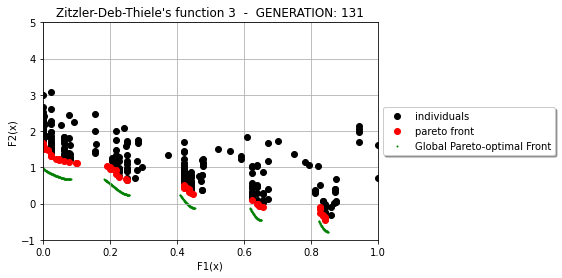 Zitzler-Deb-Thiele's function 3 - GENERATION: 131
5
4
3
2
1
0
−1
F2(x)
0.0 0.2 0.4 0.6 0.8 1.0
F1(x)
individuals
pareto front
Global Pareto-optimal Front